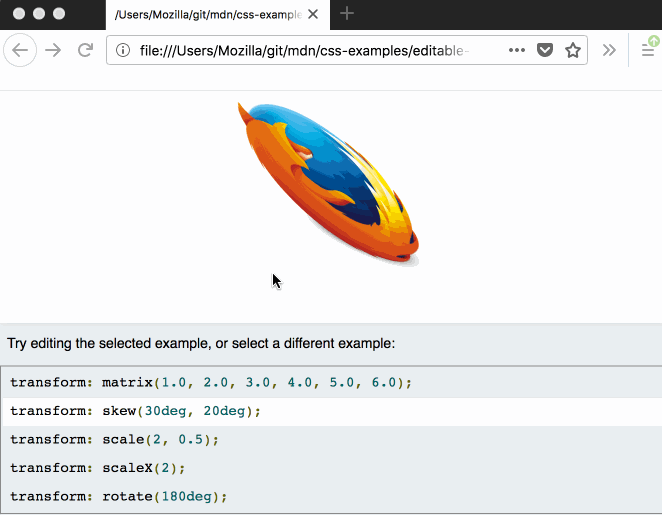 /Users/Mozilla/git/mdn/css-example
file:///Users/Mozilla/git/mdn/css-examples/editable-
Try editing the selected example, or select a different example:
transform: matrix(1.0, 2.0, 3.0, 4.0, 5.0, 6.0);
transform: skew(30deg, 20deg);
transform: scale(2, 0.5);
transform: scaleX(2);
transform: rotate(180deg);